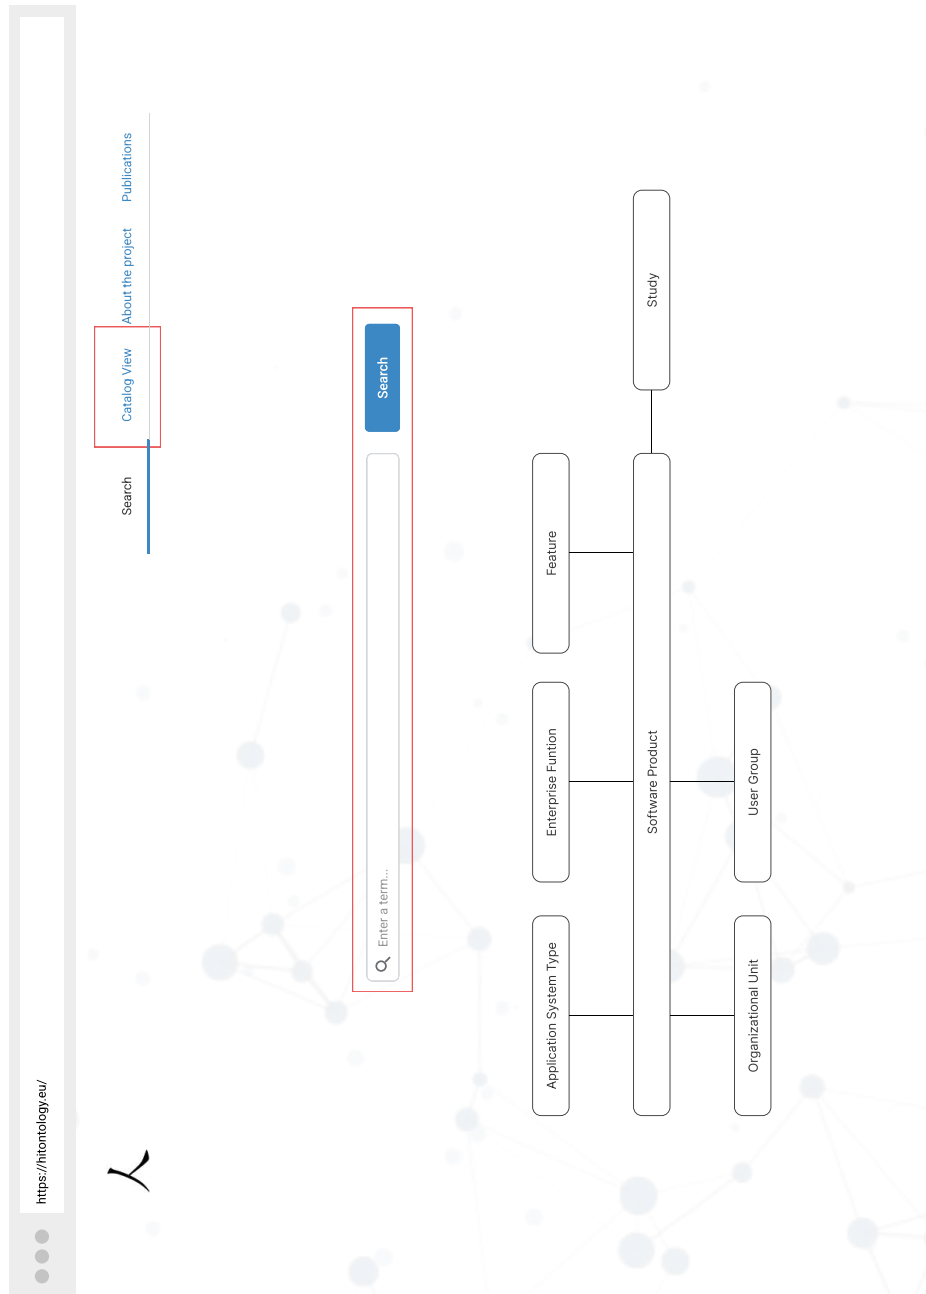 https://hitontology.eu/
Search Catalog View About the project Publications
Enter a term... Search
Application System Type Enterprise Funtion Feature
Software Product Study
Organizational Unit User Group